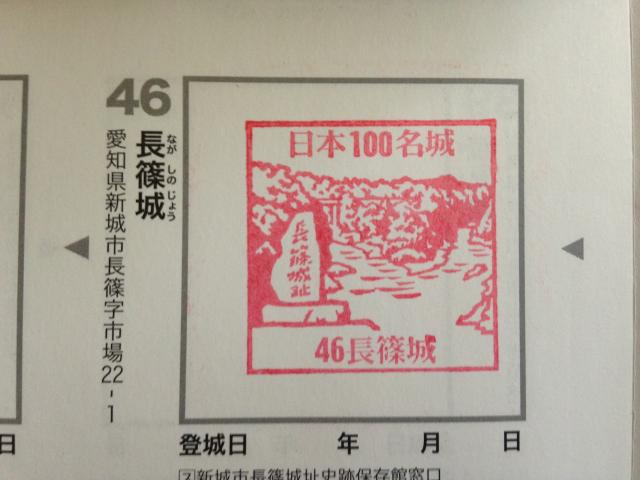 46
長篠城
ながしのじょう
愛知県新城市長篠字市場22-1
日本100名城
長篠城址
46長篠城
登城日 年 月 日
日
ス新城市長篠城址史跡保存館窓口